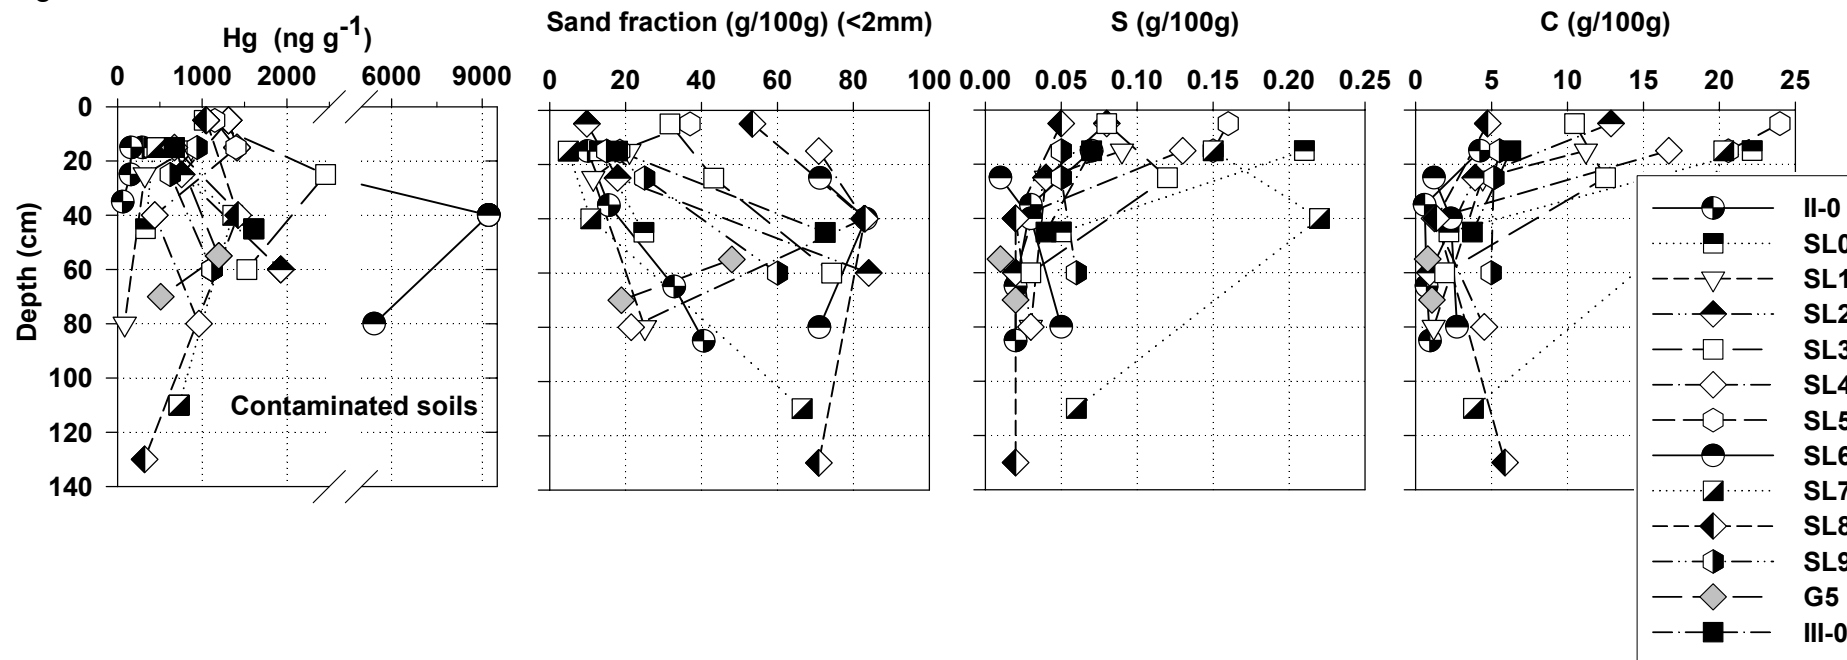 Hg (ng g-1)
Sand fraction (g/100g) (<2mm)
S (g/100g)
C (g/100g)
0 1000 2000 6000 9000
0 20 40 60 80 100
0.00 0.05 0.10 0.15 0.20 0.25
0 5 10 15 20 25
Depth (cm)
0
20
40
60
80
100
120
140
Contaminated soils
II-0
SL0
SL1
SL2
SL3
SL4
SL5
SL6
SL7
SL8
SL9
G5
III-0